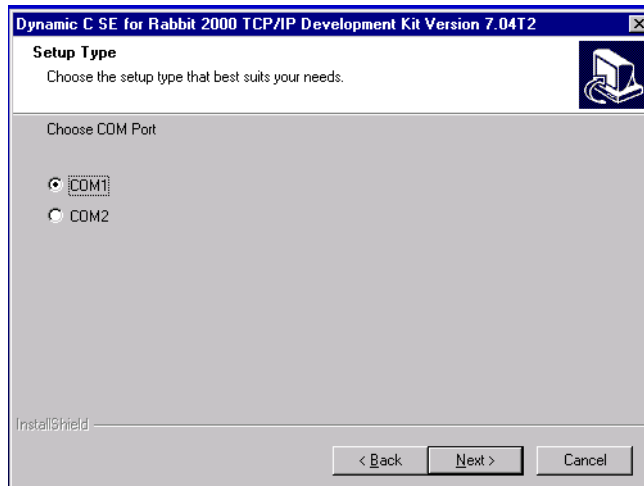 Dynamic C SE for Rabbit 2000 TCP/IP Development Kit Version 7.04T2
Setup Type
Choose the setup type that best suits your needs.
Choose COM Port
COM1
COM2
InstallShield
< Back
Next >
Cancel